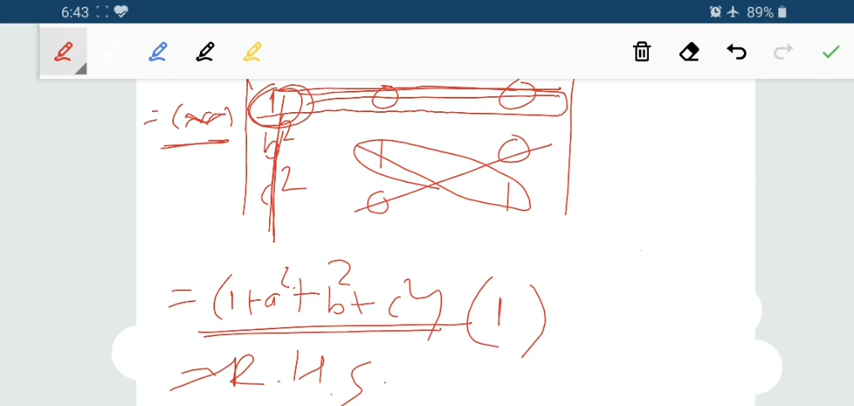 6:43 89%
1 0 0
= (
b² 1 0
c² 0 1
= (1+a²+b²+c²) (1)
= R.H.S.